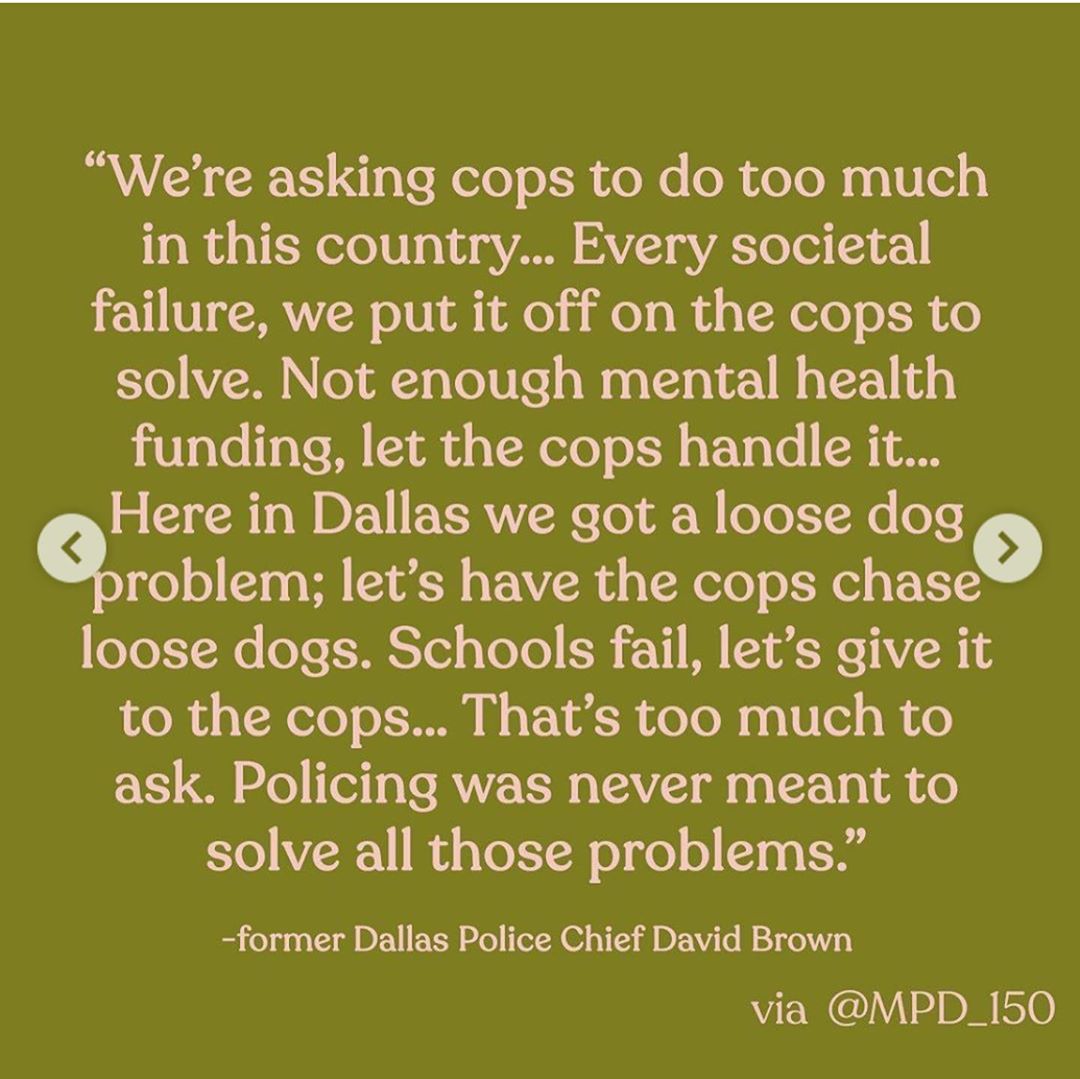 “We’re asking cops to do too much
in this country... Every societal
failure, we put it off on the cops to
solve. Not enough mental health
funding, let the cops handle it...
Here in Dallas we got a loose dog
problem; let’s have the cops chase
loose dogs. Schools fail, let’s give it
to the cops... That’s too much to
ask. Policing was never meant to
solve all those problems.”
-former Dallas Police Chief David Brown
via @MPD_150